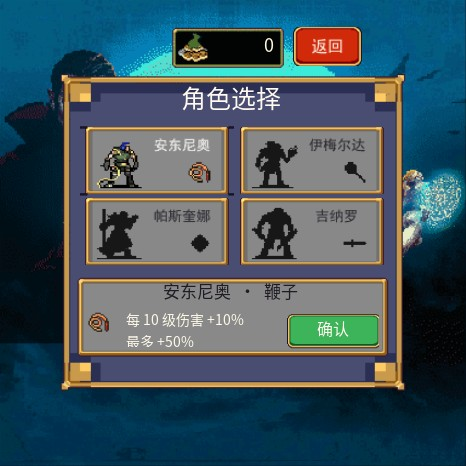 0
返回
角色选择
安东尼奥
伊梅尔达
帕斯奎娜
吉纳罗
安东尼奥 · 鞭子
每 10 级伤害 +10%
最多 +50%
确认